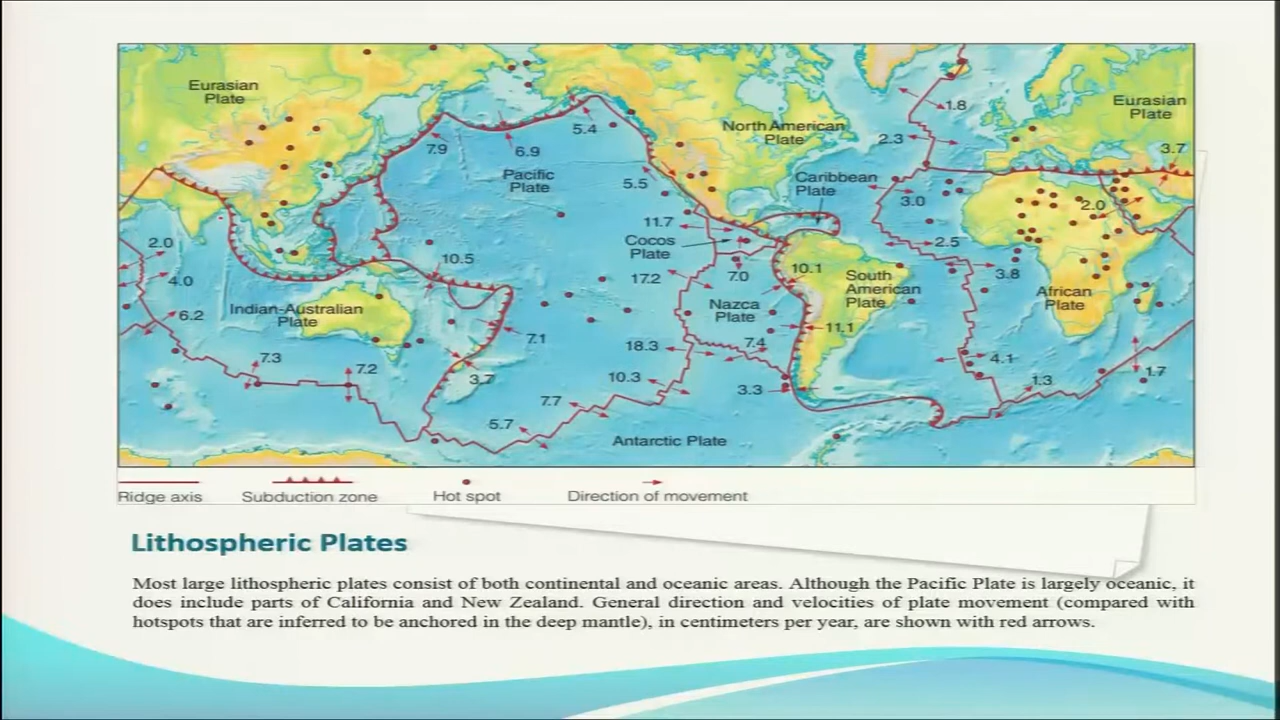 Eurasian
Plate
Eurasian
Plate
1.8
North American
Plate
5.4
2.3
7.9
6.9
3.7
Pacific
Plate
5.5
Caribbean
Plate
3.0
2.0
11.7
2.0
Cocos
Plate
2.5
10.5
10.1
4.0
17.2
7.0
3.8
South
American
Plate
African
Plate
Indian-Australian
Plate
6.2
Nazca
Plate
11.1
7.1
7.4
18.3
7.3
7.2
4.1
3.7
10.3
3.3
1.3
1.7
7.7
5.7
Antarctic Plate
Ridge axis
Subduction zone
Hot spot
Direction of movement
Lithospheric Plates
Most large lithospheric plates consist of both continental and oceanic areas. Although the Pacific Plate is largely oceanic, it
does include parts of California and New Zealand. General direction and velocities of plate movement (compared with
hotspots that are inferred to be anchored in the deep mantle), in centimeters per year, are shown with red arrows.